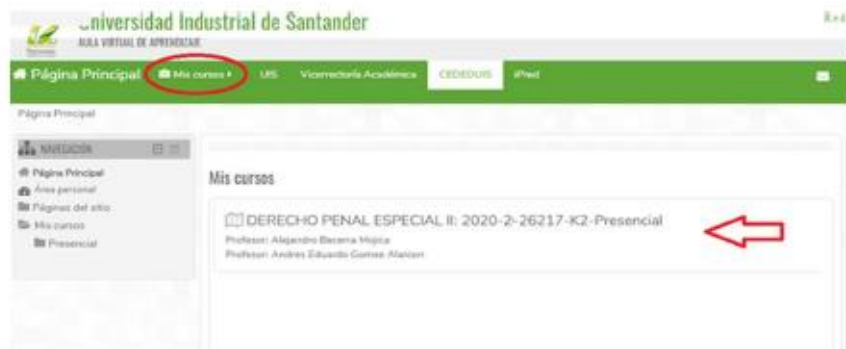 Universidad Industrial de Santander
AULA VIRTUAL DE APRENDIZAJE
Página Principal
Mis cursos
UIS
Vicerrectoría Académica
CEDEDUIS
IPred
Página Principal
NAVEGACIÓN
Página Principal
Área personal
Páginas del sitio
Mis cursos
Presencial
Mis cursos
DERECHO PENAL ESPECIAL II: 2020-2-26217-K2-Presencial
Profesor: Alejandro Becerra Mojica
Profesor: Andres Eduardo Gomez Alarcon